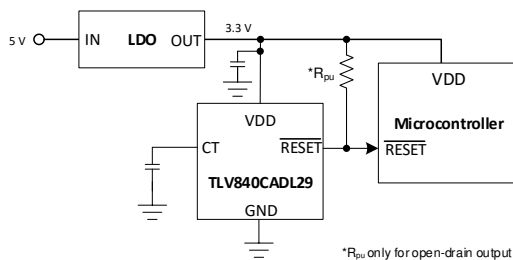 5 V
IN
LDO
OUT
3.3 V
*Rpu
VDD
Microcontroller
RESET
VDD
CT
RESET
TLV840CADL29
GND
*Rpu only for open-drain output